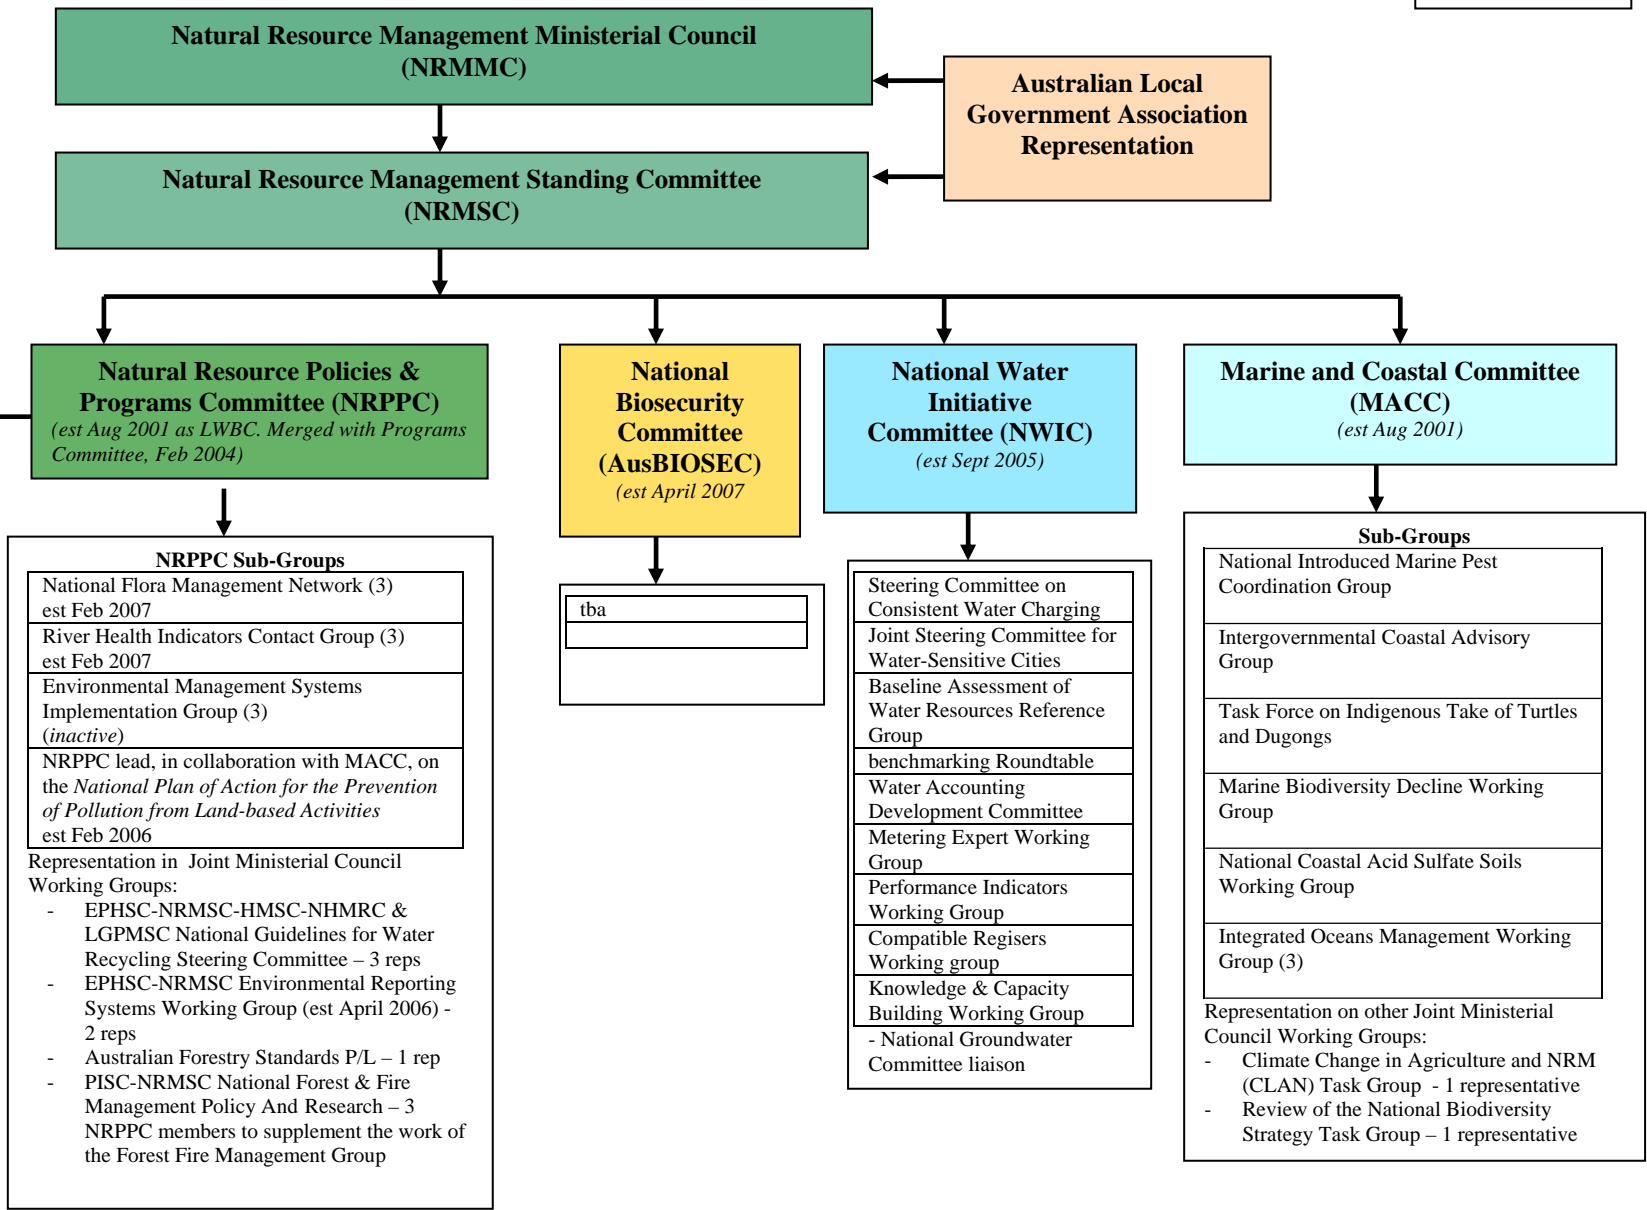 Natural Resource Management Ministerial Council
(NRMMC)
Australian Local
Government Association
Representation
Natural Resource Management Standing Committee
(NRMSC)
Natural Resource Policies &
Programs Committee (NRPPC)
(est Aug 2001 as LWBC. Merged with Programs
Committee, Feb 2004)
National
Biosecurity
Committee
(AusBIOSEC)
(est April 2007
National Water
Initiative
Committee (NWIC)
(est Sept 2005)
Marine and Coastal Committee
(MACC)
(est Aug 2001)
NRPPC Sub-Groups
National Flora Management Network (3)
est Feb 2007
River Health Indicators Contact Group (3)
est Feb 2007
Environmental Management Systems
Implementation Group (3)
(inactive)
NRPPC lead, in collaboration with MACC, on
the National Plan of Action for the Prevention
of Pollution from Land-based Activities
est Feb 2006
Representation in  Joint Ministerial Council
Working Groups:
- EPHSC-NRMSC-HMSC-NHMRC &
LGPMSC National Guidelines for Water
Recycling Steering Committee – 3 reps
- EPHSC-NRMSC Environmental Reporting
Systems Working Group (est April 2006) -
2 reps
- Australian Forestry Standards P/L – 1 rep
- PISC-NRMSC National Forest & Fire
Management Policy And Research – 3
NRPPC members to supplement the work of
the Forest Fire Management Group
tba
Steering Committee on
Consistent Water Charging
Joint Steering Committee for
Water-Sensitive Cities
Baseline Assessment of
Water Resources Reference
Group
benchmarking Roundtable
Water Accounting
Development Committee
Metering Expert Working
Group
Performance Indicators
Working Group
Compatible Regisers
Working group
Knowledge & Capacity
Building Working Group
- National Groundwater
Committee liaison
Sub-Groups
National Introduced Marine Pest
Coordination Group
Intergovernmental Coastal Advisory
Group
Task Force on Indigenous Take of Turtles
and Dugongs
Marine Biodiversity Decline Working
Group
National Coastal Acid Sulfate Soils
Working Group
Integrated Oceans Management Working
Group (3)
Representation on other Joint Ministerial
Council Working Groups:
- Climate Change in Agriculture and NRM
(CLAN) Task Group  - 1 representative
- Review of the National Biodiversity
Strategy Task Group – 1 representative